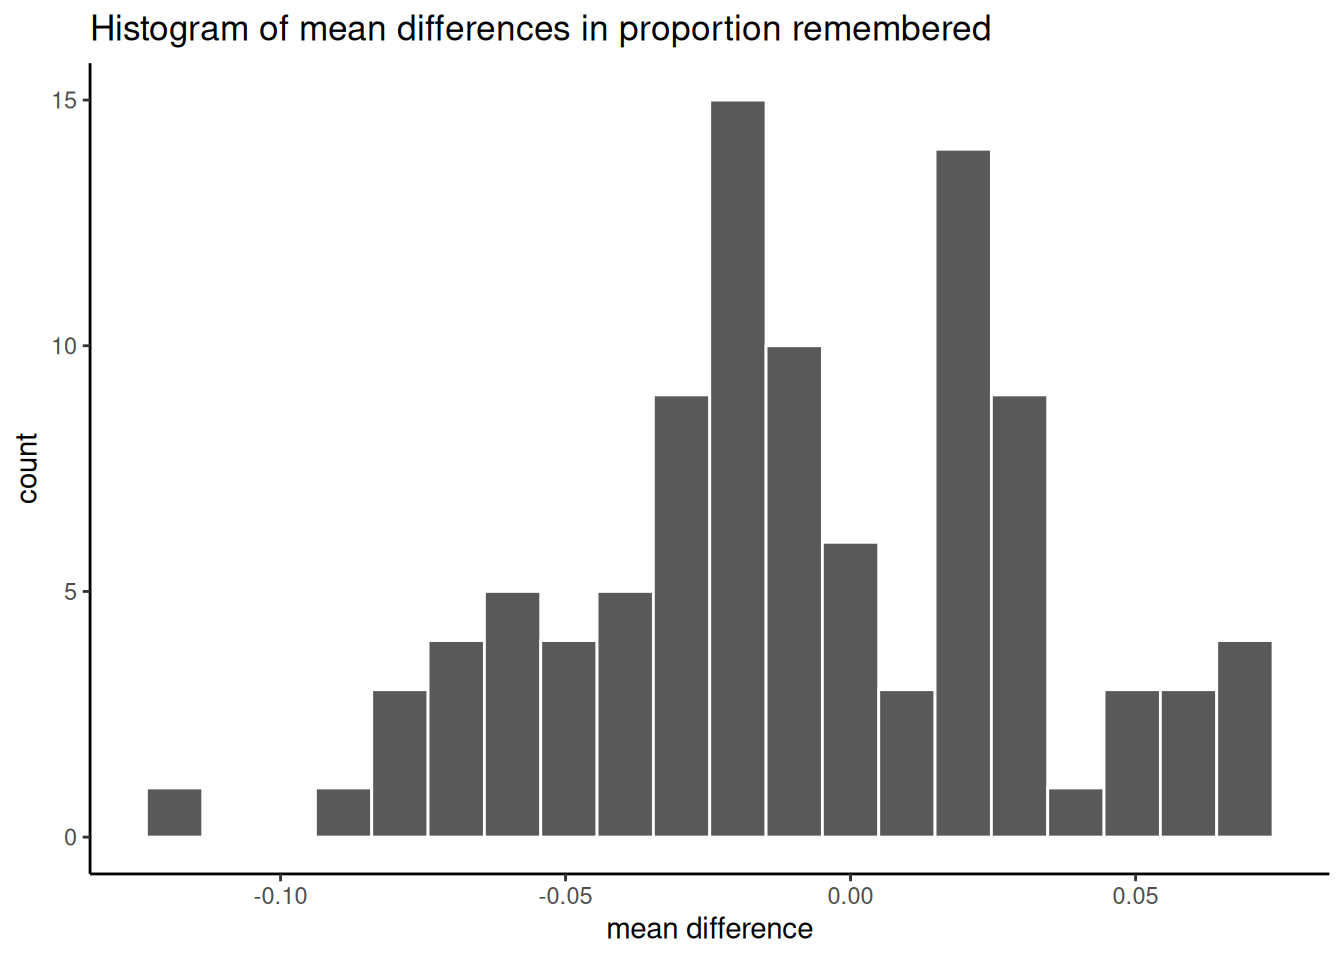 Histogram of mean differences in proportion remembered
15
10
5
0
count
-0.10 -0.05 0.00 0.05
mean difference